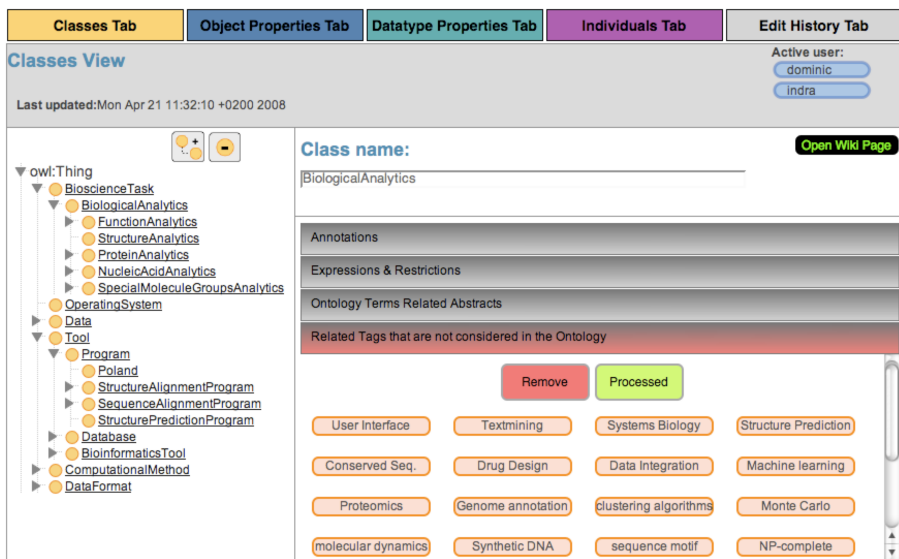 Classes Tab
Object Properties Tab
Datatype Properties Tab
Individuals Tab
Edit History Tab
Classes View
Active user:
dominic
indra
Last updated:Mon Apr 21 11:32:10 +0200 2008
owl:Thing
BioscienceTask
BiologicalAnalytics
FunctionAnalytics
StructureAnalytics
ProteinAnalytics
NucleicAcidAnalytics
SpecialMoleculeGroupsAnalytics
OperatingSystem
Data
Tool
Program
Poland
StructureAlignmentProgram
SequenceAlignmentProgram
StructurePredictionProgram
Database
BioinformaticsTool
ComputationalMethod
DataFormat
Class name:
Open Wiki Page
BiologicalAnalytics
Annotations
Expressions & Restrictions
Ontology Terms Related Abstracts
Related Tags that are not considered in the Ontology
Remove
Processed
User Interface
Textmining
Systems Biology
Structure Prediction
Conserved Seq.
Drug Design
Data Integration
Machine learning
Proteomics
Genome annotation
clustering algorithms
Monte Carlo
molecular dynamics
Synthetic DNA
sequence motif
NP-complete